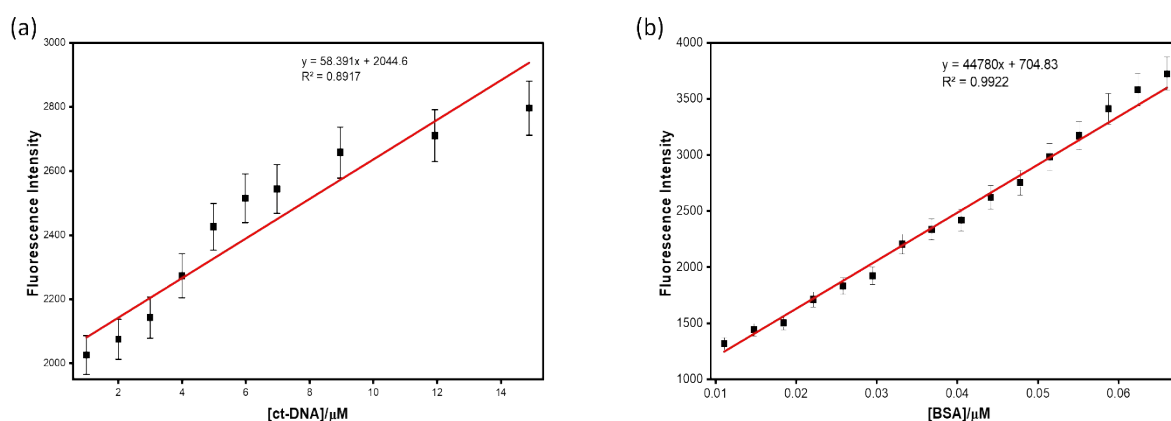 (a)
3000
2800
2600
2400
2200
2000
Fluorescence Intensity
y = 58.391x + 2044.6
R² = 0.8917
2 4 6 8 10 12 14
[ct-DNA]/μM
(b)
4000
3500
3000
2500
2000
1500
1000
Fluorescence Intensity
y = 44780x + 704.83
R² = 0.9922
0.01 0.02 0.03 0.04 0.05 0.06
[BSA]/μM